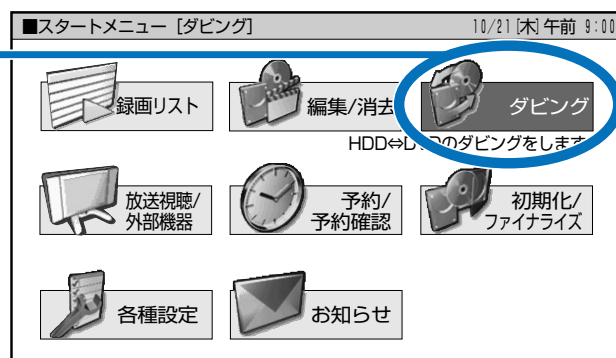 ■スタートメニュー [ダビング]
10/21[木]午前 9:00
録画リスト
編集/消去
ダビング
HDD⇔DVDのダビングをします
放送視聴/
外部機器
予約/
予約確認
初期化/
ファイナライズ
各種設定
お知らせ